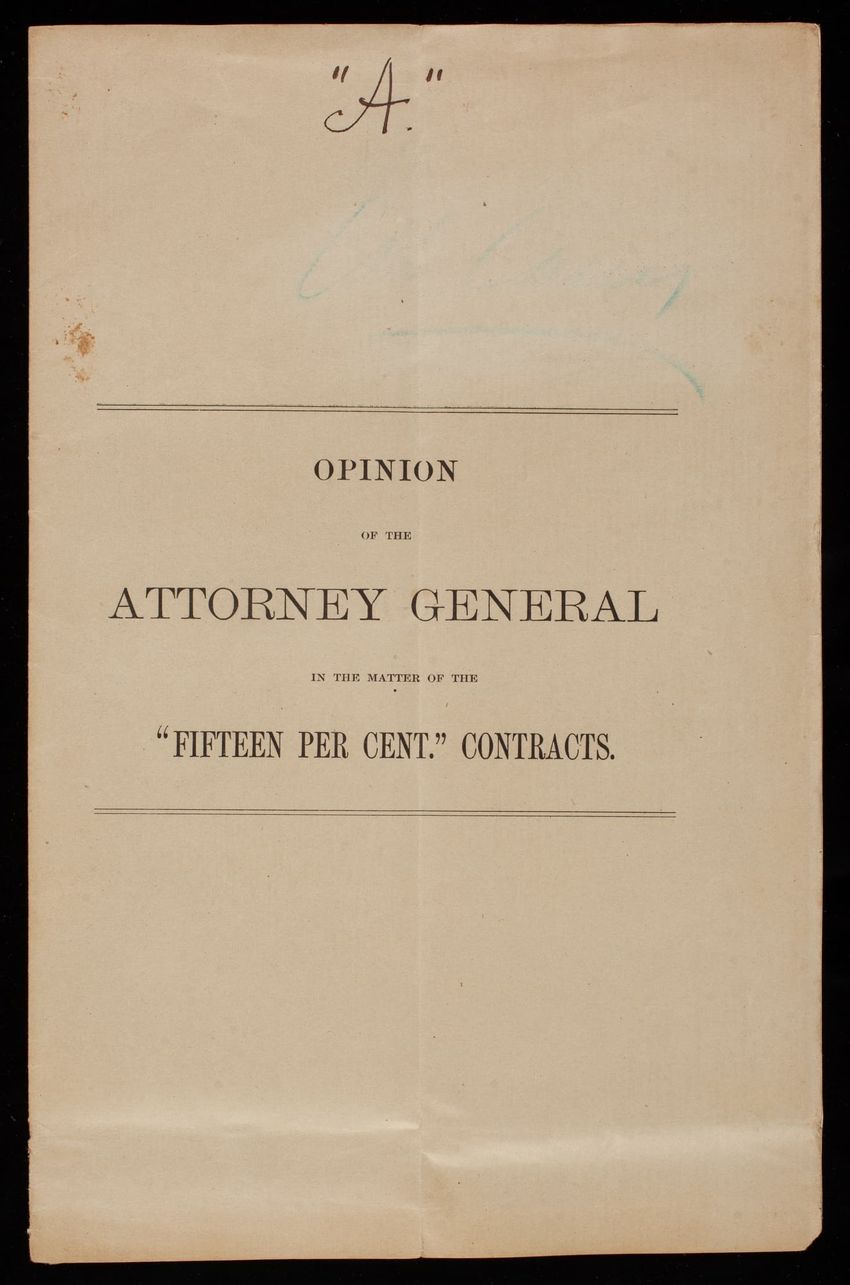 "A."
OPINION
OF THE
ATTORNEY GENERAL
IN THE MATTER OF THE
“FIFTEEN PER CENT.” CONTRACTS.